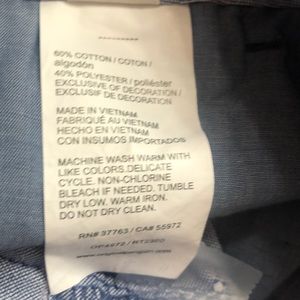 60% COTTON / COTON /
algodón
40% POLYESTER / poliéster
EXCLUSIVE OF DECORATION /
EXCLUSIF DE DECORATION
MADE IN VIETNAM
FABRIQUÉ AU VIETNAM
HECHO EN VIETNAM
CON INSUMOS IMPORTADOS
MACHINE WASH WARM WITH
LIKE COLORS.DELICATE
CYCLE. NON-CHLORINE
BLEACH IF NEEDED. TUMBLE
DRY LOW. WARM IRON.
DO NOT DRY CLEAN.
RN# 37763 / CA# 55972